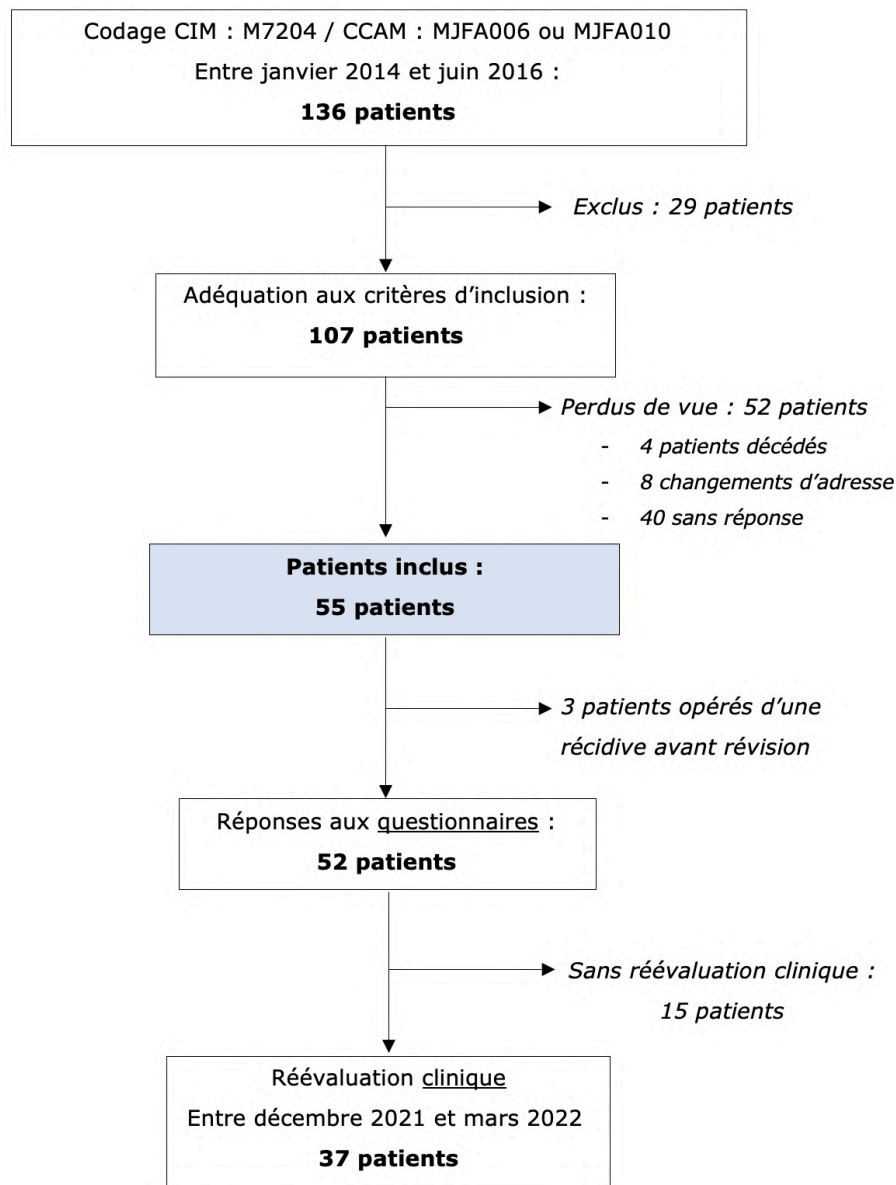 Codage CIM : M7204 / CCAM : MJFA006 ou MJFA010
Entre janvier 2014 et juin 2016 :
136 patients
Exclus : 29 patients
Adéquation aux critères d’inclusion :
107 patients
Perdus de vue : 52 patients
- 4 patients décédés
- 8 changements d’adresse
- 40 sans réponse
Patients inclus :
55 patients
3 patients opérés d’une
récidive avant révision
Réponses aux questionnaires :
52 patients
Sans réévaluation clinique :
15 patients
Réévaluation clinique
Entre décembre 2021 et mars 2022
37 patients